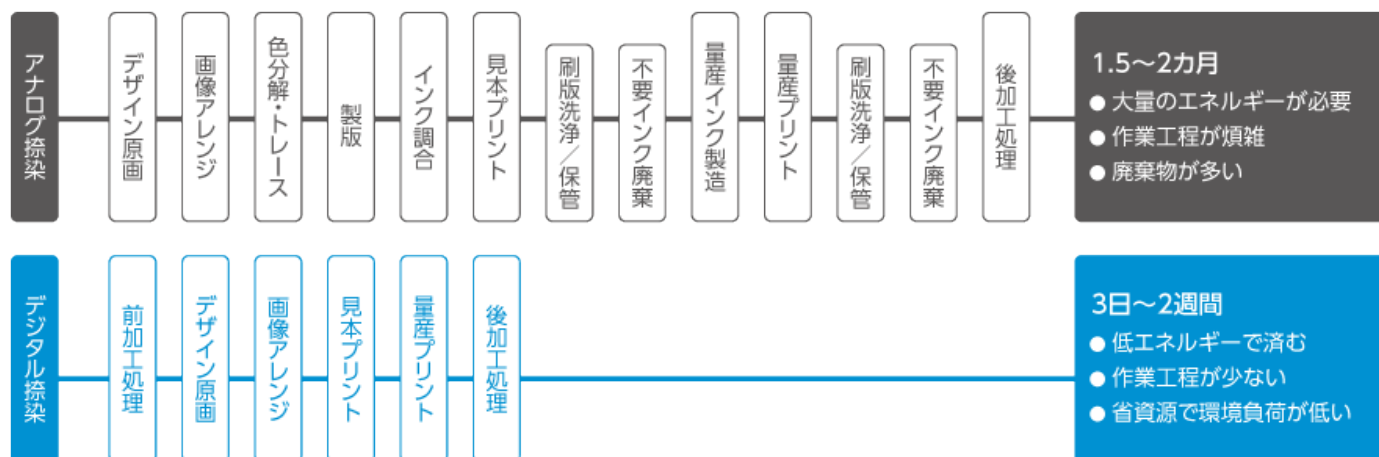 アナログ捺染
デザイン原画
画像アレンジ
色分解・トレース
製版
インク調合
見本プリント
刷版洗浄／保管
不要インク廃棄
量産インク製造
量産プリント
刷版洗浄／保管
不要インク廃棄
後加工処理
1.5〜2カ月
● 大量のエネルギーが必要
● 作業工程が煩雑
● 廃棄物が多い
デジタル捺染
前加工処理
デザイン原画
画像アレンジ
見本プリント
量産プリント
後加工処理
3日〜2週間
● 低エネルギーで済む
● 作業工程が少ない
● 省資源で環境負荷が低い